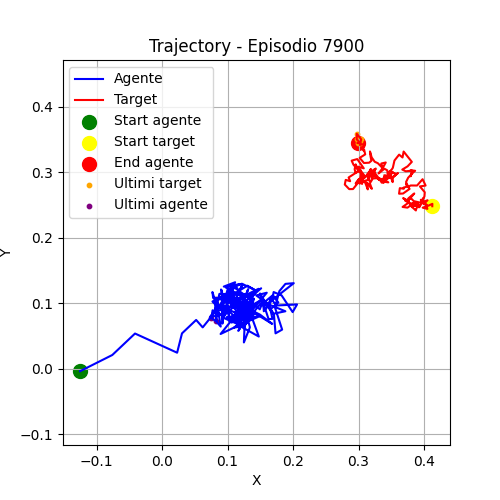 Trajectory - Episodio 7900
Agente
Target
Start agente
Start target
End agente
Ultimi target
Ultimi agente
0.4
0.3
0.2
0.1
0.0
−0.1
Y
−0.1
0.0
0.1
0.2
0.3
0.4
X